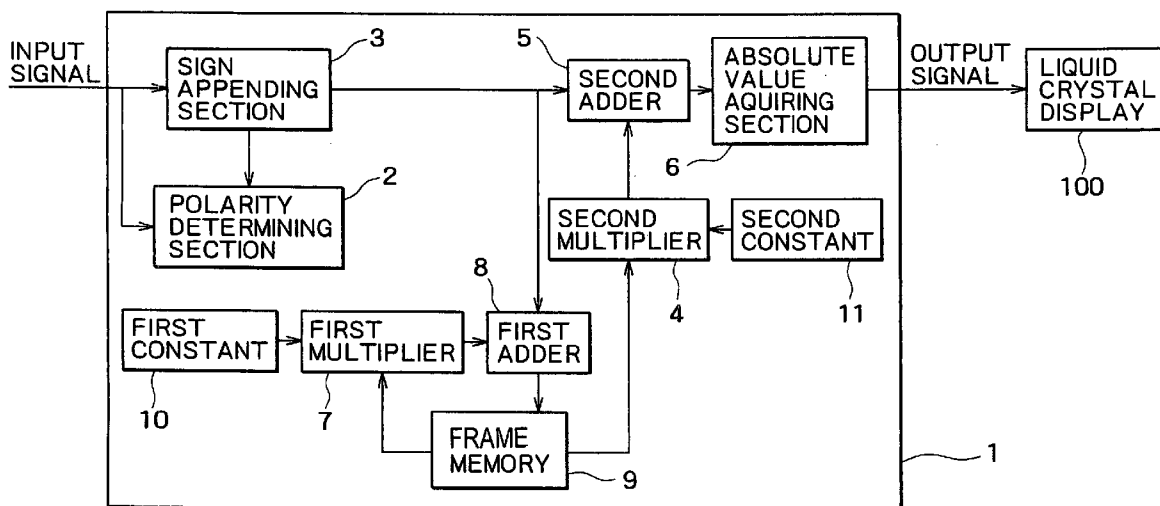 INPUT
SIGNAL
3
SIGN
APPENDING
SECTION
5
SECOND
ADDER
ABSOLUTE
VALUE
AQUIRING
SECTION
6
OUTPUT
SIGNAL
LIQUID
CRYSTAL
DISPLAY
100
2
POLARITY
DETERMINING
SECTION
SECOND
MULTIPLIER
4
SECOND
CONSTANT
11
FIRST
CONSTANT
10
FIRST
MULTIPLIER
7
8
FIRST
ADDER
FRAME
MEMORY
9
1